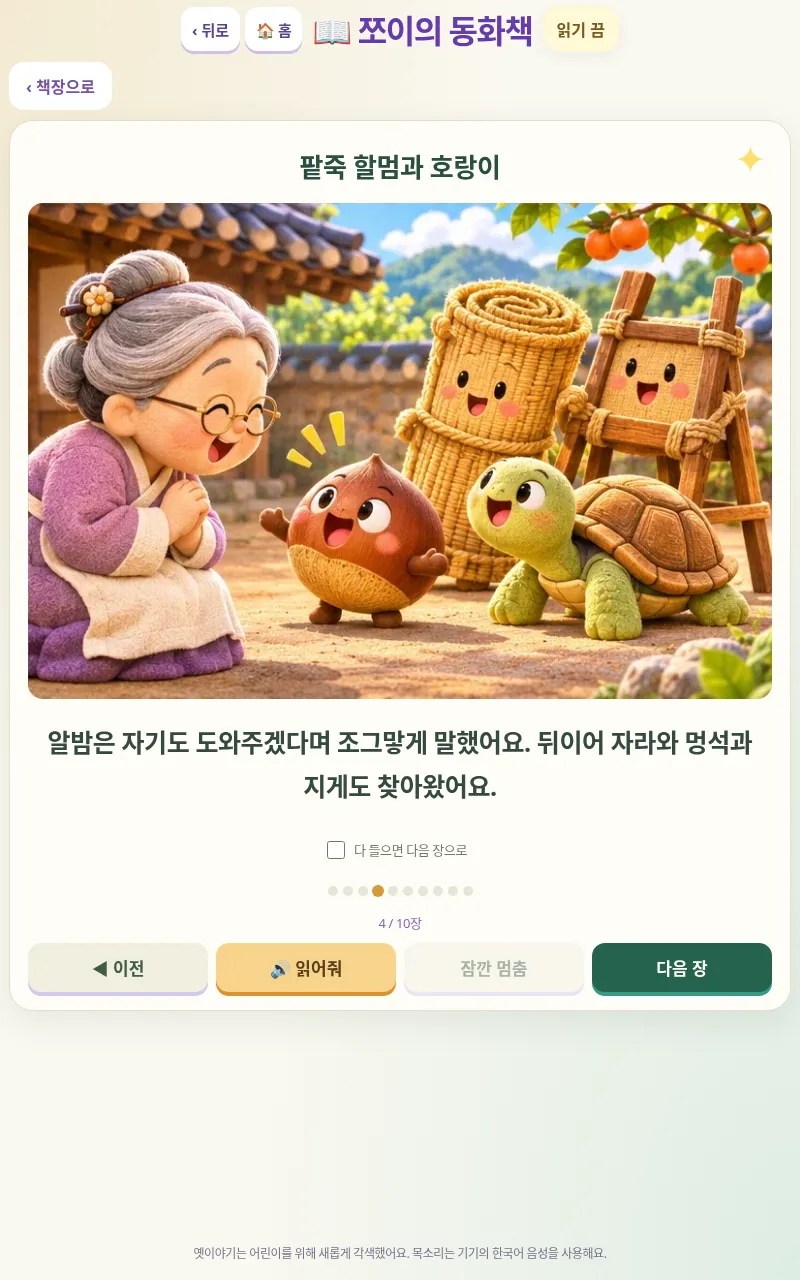 ‹ 뒤로
🏠 홈
📖 쪼이의 동화책
읽기 끔
‹ 책장으로
팥죽 할멈과 호랑이
알밤은 자기도 도와주겠다며 조그맣게 말했어요. 뒤이어 자라와 멍석과
지게도 찾아왔어요.
다 들으면 다음 장으로
4 / 10장
◀ 이전
🔊 읽어줘
잠깐 멈춤
다음 장
옛이야기는 어린이를 위해 새롭게 각색했어요. 목소리는 기기의 한국어 음성을 사용해요.